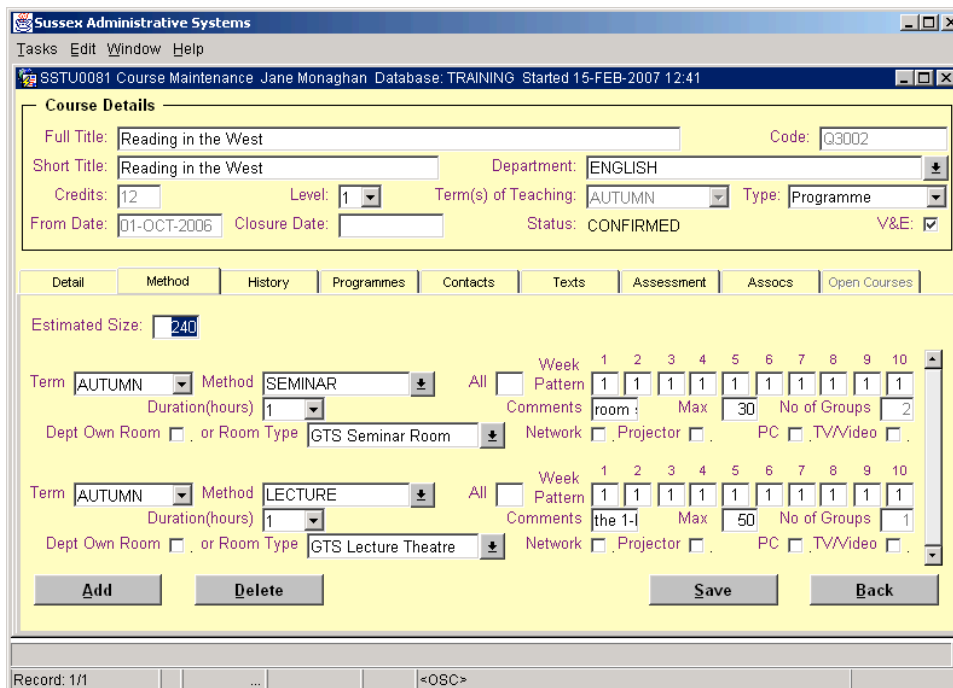 Sussex Administrative Systems
Tasks Edit Window Help
SSTU0081 Course Maintenance Jane Monaghan Database: TRAINING Started 15-FEB-2007 12:41
Course Details
Full Title: Reading in the West Code: Q3002
Short Title: Reading in the West Department: ENGLISH
Credits: 12 Level: 1 Term(s) of Teaching: AUTUMN Type: Programme
From Date: 01-OCT-2006 Closure Date: Status: CONFIRMED V&E:
Detail Method History Programmes Contacts Texts Assessment Assocs Open Courses
Estimated Size: 240
Week 1 2 3 4 5 6 7 8 9 10
Term AUTUMN Method SEMINAR All Pattern 1 1 1 1 1 1 1 1 1 1
Duration(hours) 1 Comments room Max 30 No of Groups 2
Dept Own Room . or Room Type GTS Seminar Room Network . Projector . PC . TV/Video .
Week 1 2 3 4 5 6 7 8 9 10
Term AUTUMN Method LECTURE All Pattern 1 1 1 1 1 1 1 1 1 1
Duration(hours) 1 Comments the 1-l Max 50 No of Groups 1
Dept Own Room . or Room Type GTS Lecture Theatre Network . Projector . PC . TV/Video .
Add Delete Save Back
Record: 1/1 ... <OSC>